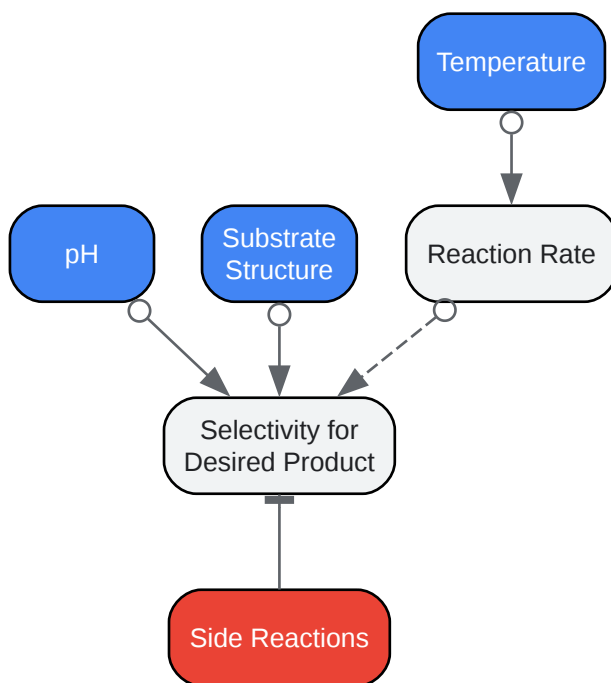 Temperature
pH
Substrate
Structure
Reaction Rate
Selectivity for
Desired Product
Side Reactions